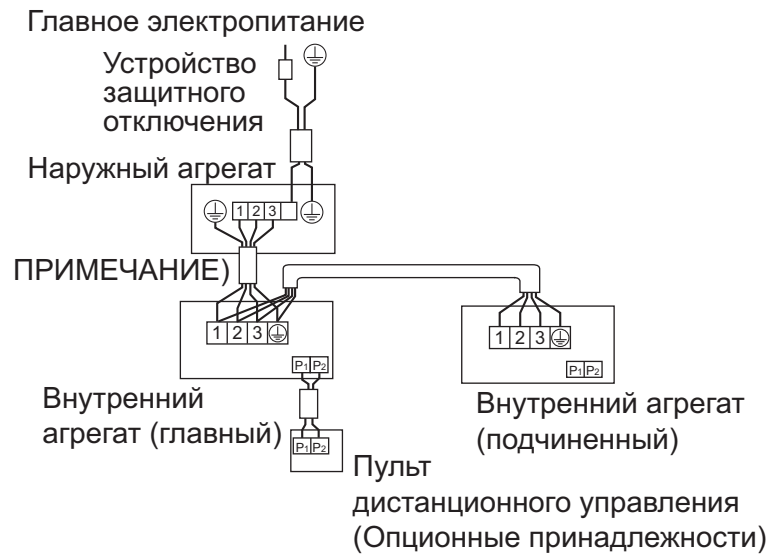 Главное электропитание
Устройство
защитного
отключения
Наружный агрегат
1 2 3
ПРИМЕЧАНИЕ)
1 2 3
1 2 3
P1 P2
P1 P2
Внутренний
агрегат (главный)
Внутренний агрегат
(подчиненный)
P1 P2
Пульт
дистанционного управления
(Опционные принадлежности)